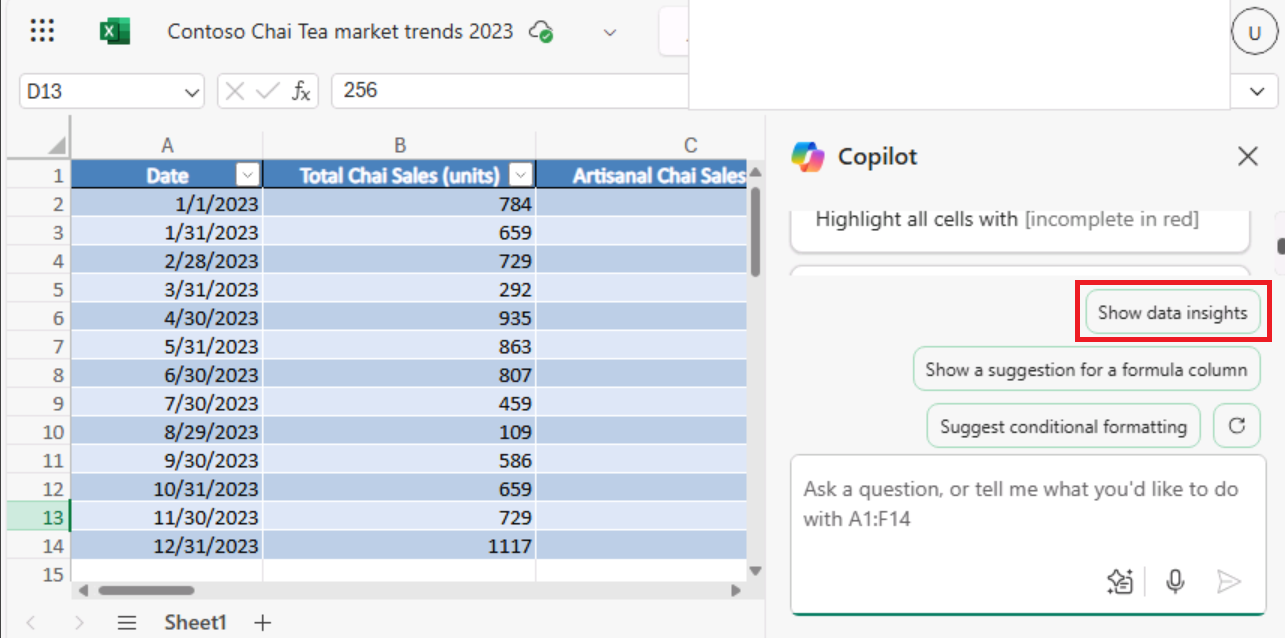 Contoso Chai Tea market trends 2023
U
D13
fx
256
A B C
1 Date Total Chai Sales (units) Artisanal Chai Sales
2 1/1/2023 784
3 1/31/2023 659
4 2/28/2023 729
5 3/31/2023 292
6 4/30/2023 935
7 5/31/2023 863
8 6/30/2023 807
9 7/30/2023 459
10 8/29/2023 109
11 9/30/2023 586
12 10/31/2023 659
13 11/30/2023 729
14 12/31/2023 1117
15
Sheet1
Copilot
Highlight all cells with [incomplete in red]
Show data insights
Show a suggestion for a formula column
Suggest conditional formatting
Ask a question, or tell me what you'd like to do
with A1:F14